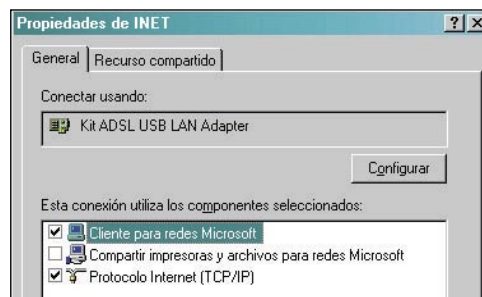 Propiedades de INET
General
Recurso compartido
Conectar usando:
Kit ADSL USB LAN Adapter
Configurar
Esta conexión utiliza los componentes seleccionados:
Cliente para redes Microsoft
Compartir impresoras y archivos para redes Microsoft
Protocolo Internet (TCP/IP)